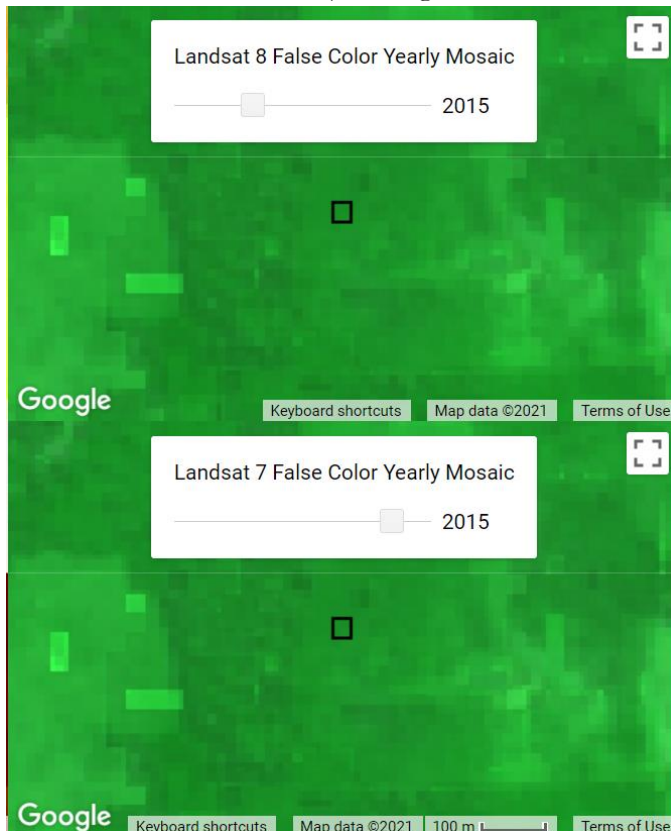 Landsat 8 False Color Yearly Mosaic
2015
Google
Keyboard shortcuts Map data ©2021 Terms of Use
Landsat 7 False Color Yearly Mosaic
2015
Google
Keyboard shortcuts Map data ©2021 100 m Terms of Use